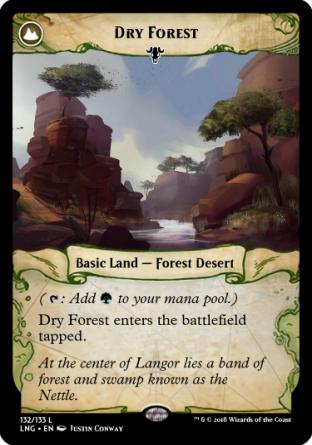 DRY FOREST
Basic Land — Forest Desert
( : Add to your mana pool.)
Dry Forest enters the battlefield
tapped.
At the center of Langor lies a band of
forest and swamp known as the
Nettle.
132/133 L
LNG • EN JUSTIN CONWAY
™ & © 2018 Wizards of the Coast